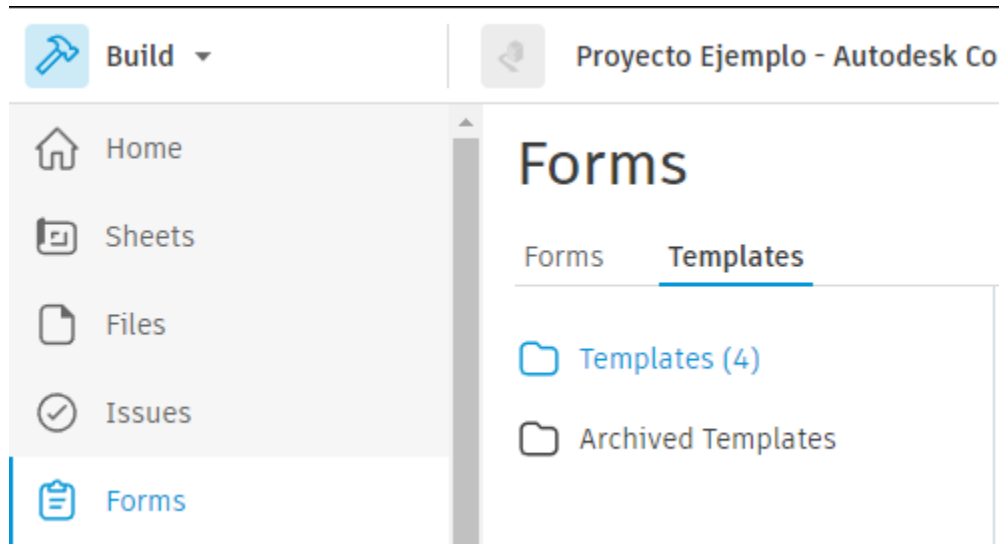 Build
Proyecto Ejemplo - Autodesk Co
Home
Sheets
Files
Issues
Forms
Forms
Forms Templates
Templates (4)
Archived Templates